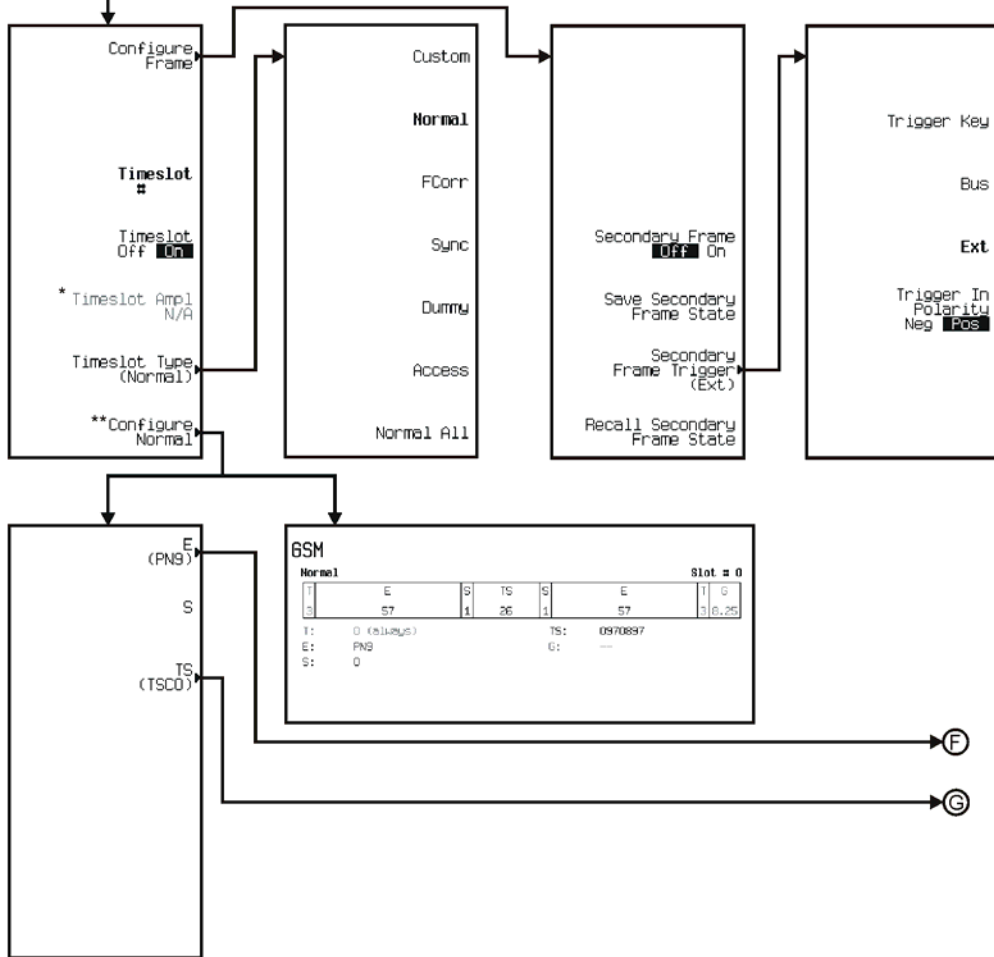 Configure
Frame
Timeslot
#
Timeslot
Off On
* Timeslot Ampl
N/A
Timeslot Type
(Normal)
**Configure
Normal
Custom
Normal
FCorr
Sync
Dummy
Access
Normal All
Secondary Frame
Off On
Save Secondary
Frame State
Secondary
Frame Trigger
(Ext)
Recall Secondary
Frame State
Trigger Key
Bus
Ext
Trigger In
Polarity
Neg Pos
E
(PN9)
S
TS
(TSC0)
GSM
Normal Slot # 0
T E S TS S E T G
3 57 1 26 1 57 3 8.25
T: 0 (always) TS: 0970897
E: PN9 G: ---
S: 0
F
G